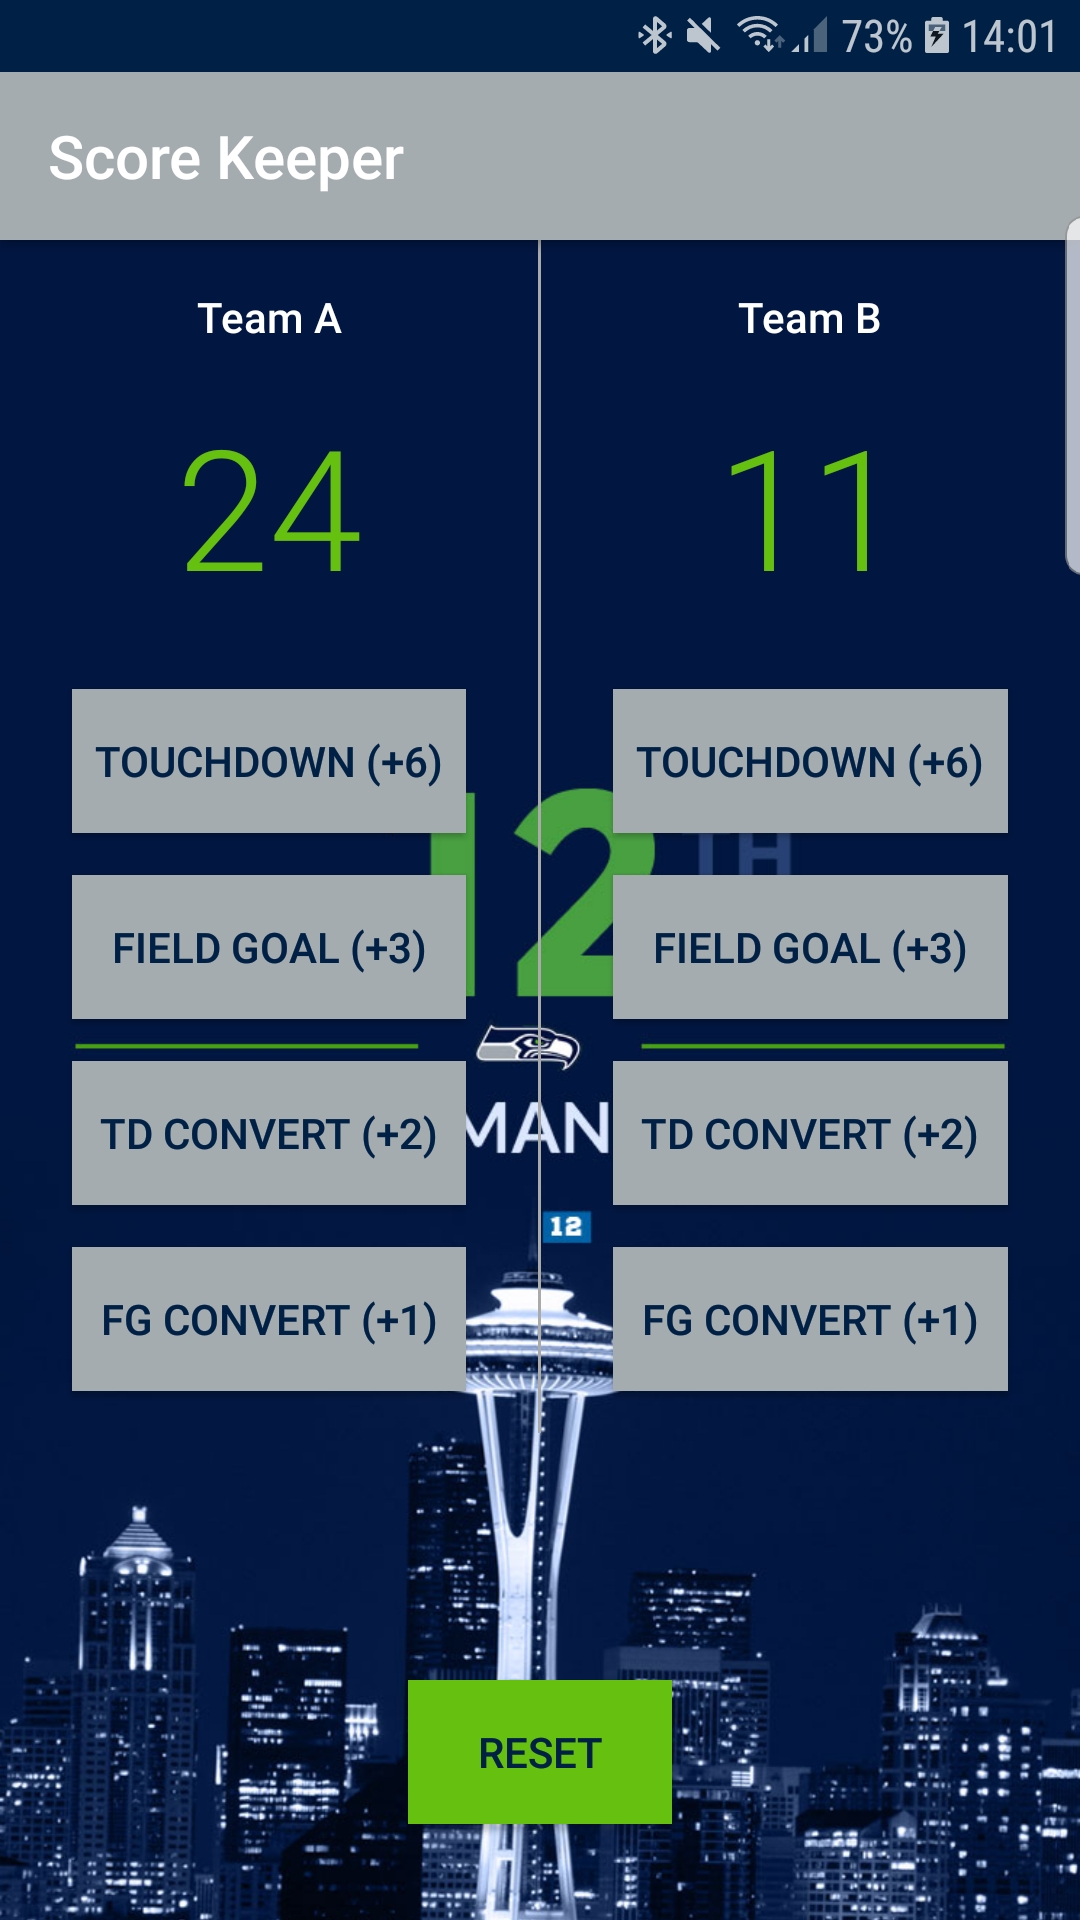 73% 14:01
Score Keeper
Team A
Team B
24
11
TOUCHDOWN (+6)
TOUCHDOWN (+6)
12 TH
FIELD GOAL (+3)
FIELD GOAL (+3)
TD CONVERT (+2)
MAN
TD CONVERT (+2)
12
FG CONVERT (+1)
FG CONVERT (+1)
RESET